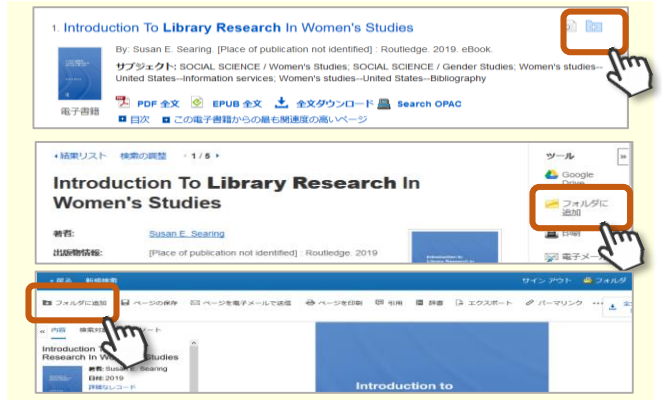 1. Introduction To Library Research In Women's Studies
By: Susan E. Searing. [Place of publication not identified] : Routledge. 2019. eBook.
サブジェクト: SOCIAL SCIENCE / Women's Studies; SOCIAL SCIENCE / Gender Studies; Women's studies--
United States--Information services; Women's studies--United States--Bibliography
電子書籍
PDF 全文 EPUB 全文 全文ダウンロード Search OPAC
目次 この電子書籍からの最も関連度の高いページ
結果リスト 検索の調整 1 / 5
ツール
Introduction To Library Research In
Women's Studies
Google
Drive
フォルダに
追加
著者: Susan E. Searing
印刷
出版物情報: [Place of publication not identified] : Routledge. 2019
電子メール
戻る 新規検索 サイン アウト フォルダ
フォルダに追加 ページの保存 ページを電子メールで送信 ページを印刷 引用 辞書 エクスポート パーマリンク
内容
Introduction
Research In Studies
著者: Susan E. Searing
日付: 2019
詳細なレコード
Introduction to